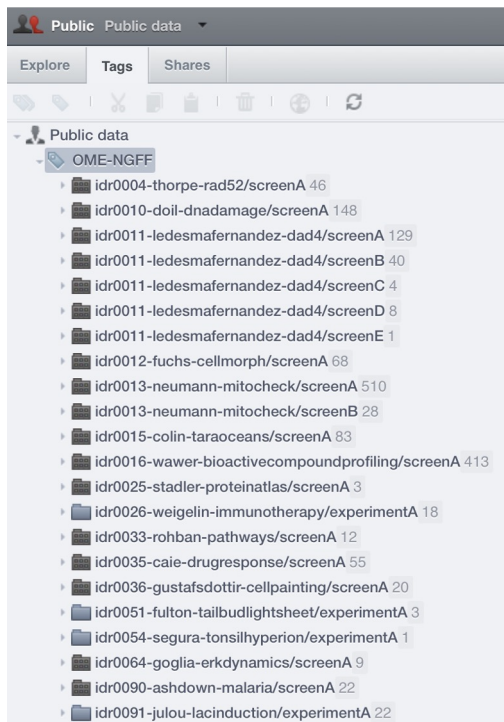 Public Public data
Explore Tags Shares
Public data
OME-NGFF
idr0004-thorpe-rad52/screenA 46
idr0010-doil-dnadamage/screenA 148
idr0011-ledesmafernandez-dad4/screenA 129
idr0011-ledesmafernandez-dad4/screenB 40
idr0011-ledesmafernandez-dad4/screenC 4
idr0011-ledesmafernandez-dad4/screenD 8
idr0011-ledesmafernandez-dad4/screenE 1
idr0012-fuchs-cellmorph/screenA 68
idr0013-neumann-mitocheck/screenA 510
idr0013-neumann-mitocheck/screenB 28
idr0015-colin-taraoceans/screenA 83
idr0016-wawer-bioactivecompoundprofiling/screenA 413
idr0025-stadler-proteinatlas/screenA 3
idr0026-weigelin-immunotherapy/experimentA 18
idr0033-rohban-pathways/screenA 12
idr0035-caie-drugresponse/screenA 55
idr0036-gustafsdottir-cellpainting/screenA 20
idr0051-fulton-tailbudlightsheet/experimentA 3
idr0054-segura-tonsilhyperion/experimentA 1
idr0064-goglia-erkdynamics/screenA 9
idr0090-ashdown-malaria/screenA 22
idr0091-julou-lacinduction/experimentA 22